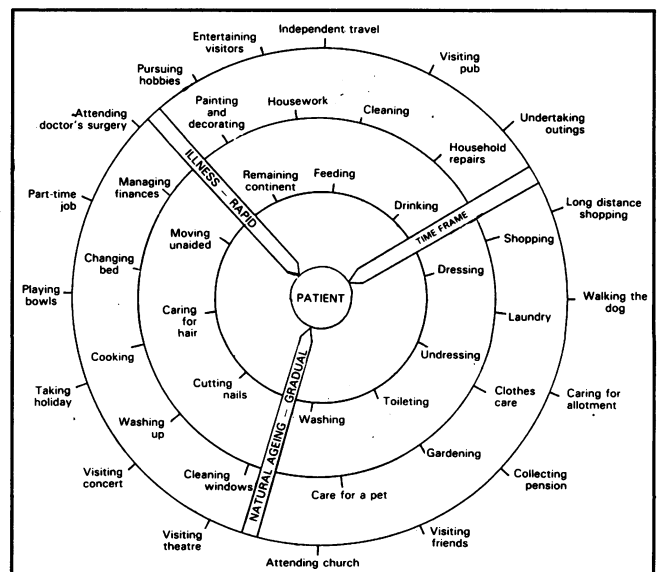 Independent travel
Entertaining
visitors
Visiting
pub
Pursuing
hobbies
Undertaking
outings
Attending
doctor's surgery
Long distance
shopping
Part-time
job
Walking the
dog
Playing
bowls
Caring for
allotment
Taking
holiday
Collecting
pension
Visiting
concert
Visiting
friends
Visiting
theatre
Attending church
Painting
and
decorating
Housework
Cleaning
Household
repairs
Managing
finances
Shopping
Changing
bed
Laundry
Cooking
Clothes
care
Washing
up
Gardening
Cleaning
windows
Care for a pet
Remaining
continent
Feeding
Drinking
Moving
unaided
Dressing
Caring
for
hair
Undressing
Cutting
nails
Toileting
Washing
ILLNESS – RAPID
TIME FRAME
NATURAL AGEING – GRADUAL
PATIENT